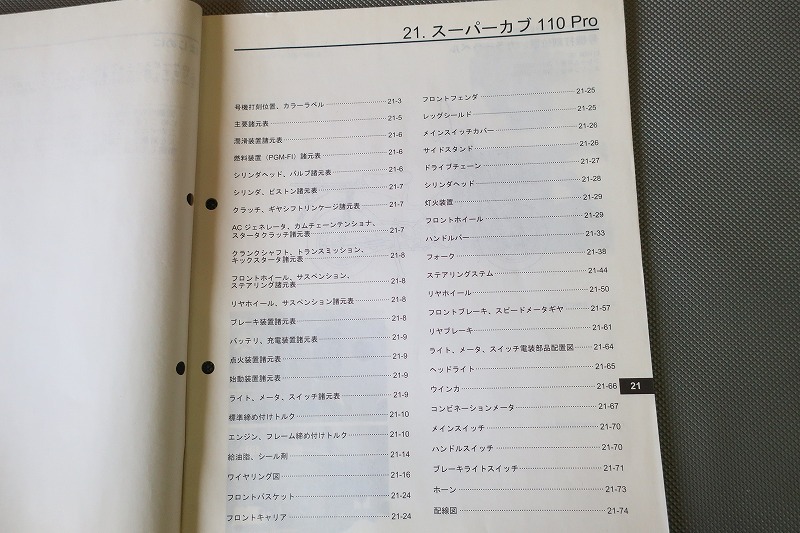 21. スーパーカブ 110 Pro
号機打刻位置、カラーラベル 21-3
主要諸元表 21-5
潤滑装置諸元表 21-6
燃料装置（PGM-FI）諸元表 21-6
シリンダヘッド、バルブ諸元表 21-6
シリンダ、ピストン諸元表 21-7
クラッチ、ギヤシフトリンケージ諸元表 21-7
AC ジェネレータ、カムチェーンテンショナ、
スタータクラッチ諸元表 21-7
クランクシャフト、トランスミッション、
キックスタータ諸元表 21-8
フロントホイール、サスペンション、
ステアリング諸元表 21-8
リヤホイール、サスペンション諸元表 21-8
ブレーキ装置諸元表 21-8
バッテリ、充電装置諸元表 21-9
点火装置諸元表 21-9
始動装置諸元表 21-9
ライト、メータ、スイッチ諸元表 21-9
標準締め付けトルク 21-10
エンジン、フレーム締め付けトルク 21-10
給油脂、シール剤 21-14
ワイヤリング図 21-16
フロントバスケット 21-24
フロントキャリア 21-24
フロントフェンダ 21-25
レッグシールド 21-25
メインスイッチカバー 21-26
サイドスタンド 21-26
ドライブチェーン 21-27
シリンダヘッド 21-28
灯火装置 21-29
フロントホイール 21-29
ハンドルバー 21-33
フォーク 21-38
ステアリングステム 21-44
リヤホイール 21-50
フロントブレーキ、スピードメータギヤ 21-57
リヤブレーキ 21-61
ライト、メータ、スイッチ電装部品配置図 21-64
ヘッドライト 21-65
ウインカ 21-66
コンビネーションメータ 21-67
メインスイッチ 21-70
ハンドルスイッチ 21-70
ブレーキライトスイッチ 21-71
ホーン 21-73
配線図 21-74
21